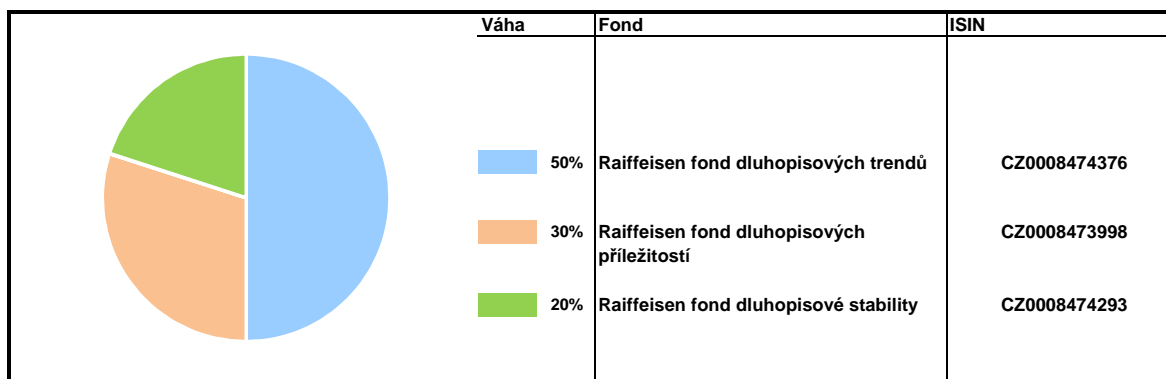 Váha Fond ISIN
50% Raiffeisen fond dluhopisových trendů CZ0008474376
30% Raiffeisen fond dluhopisových CZ0008473998
příležitostí
20% Raiffeisen fond dluhopisové stability CZ0008474293